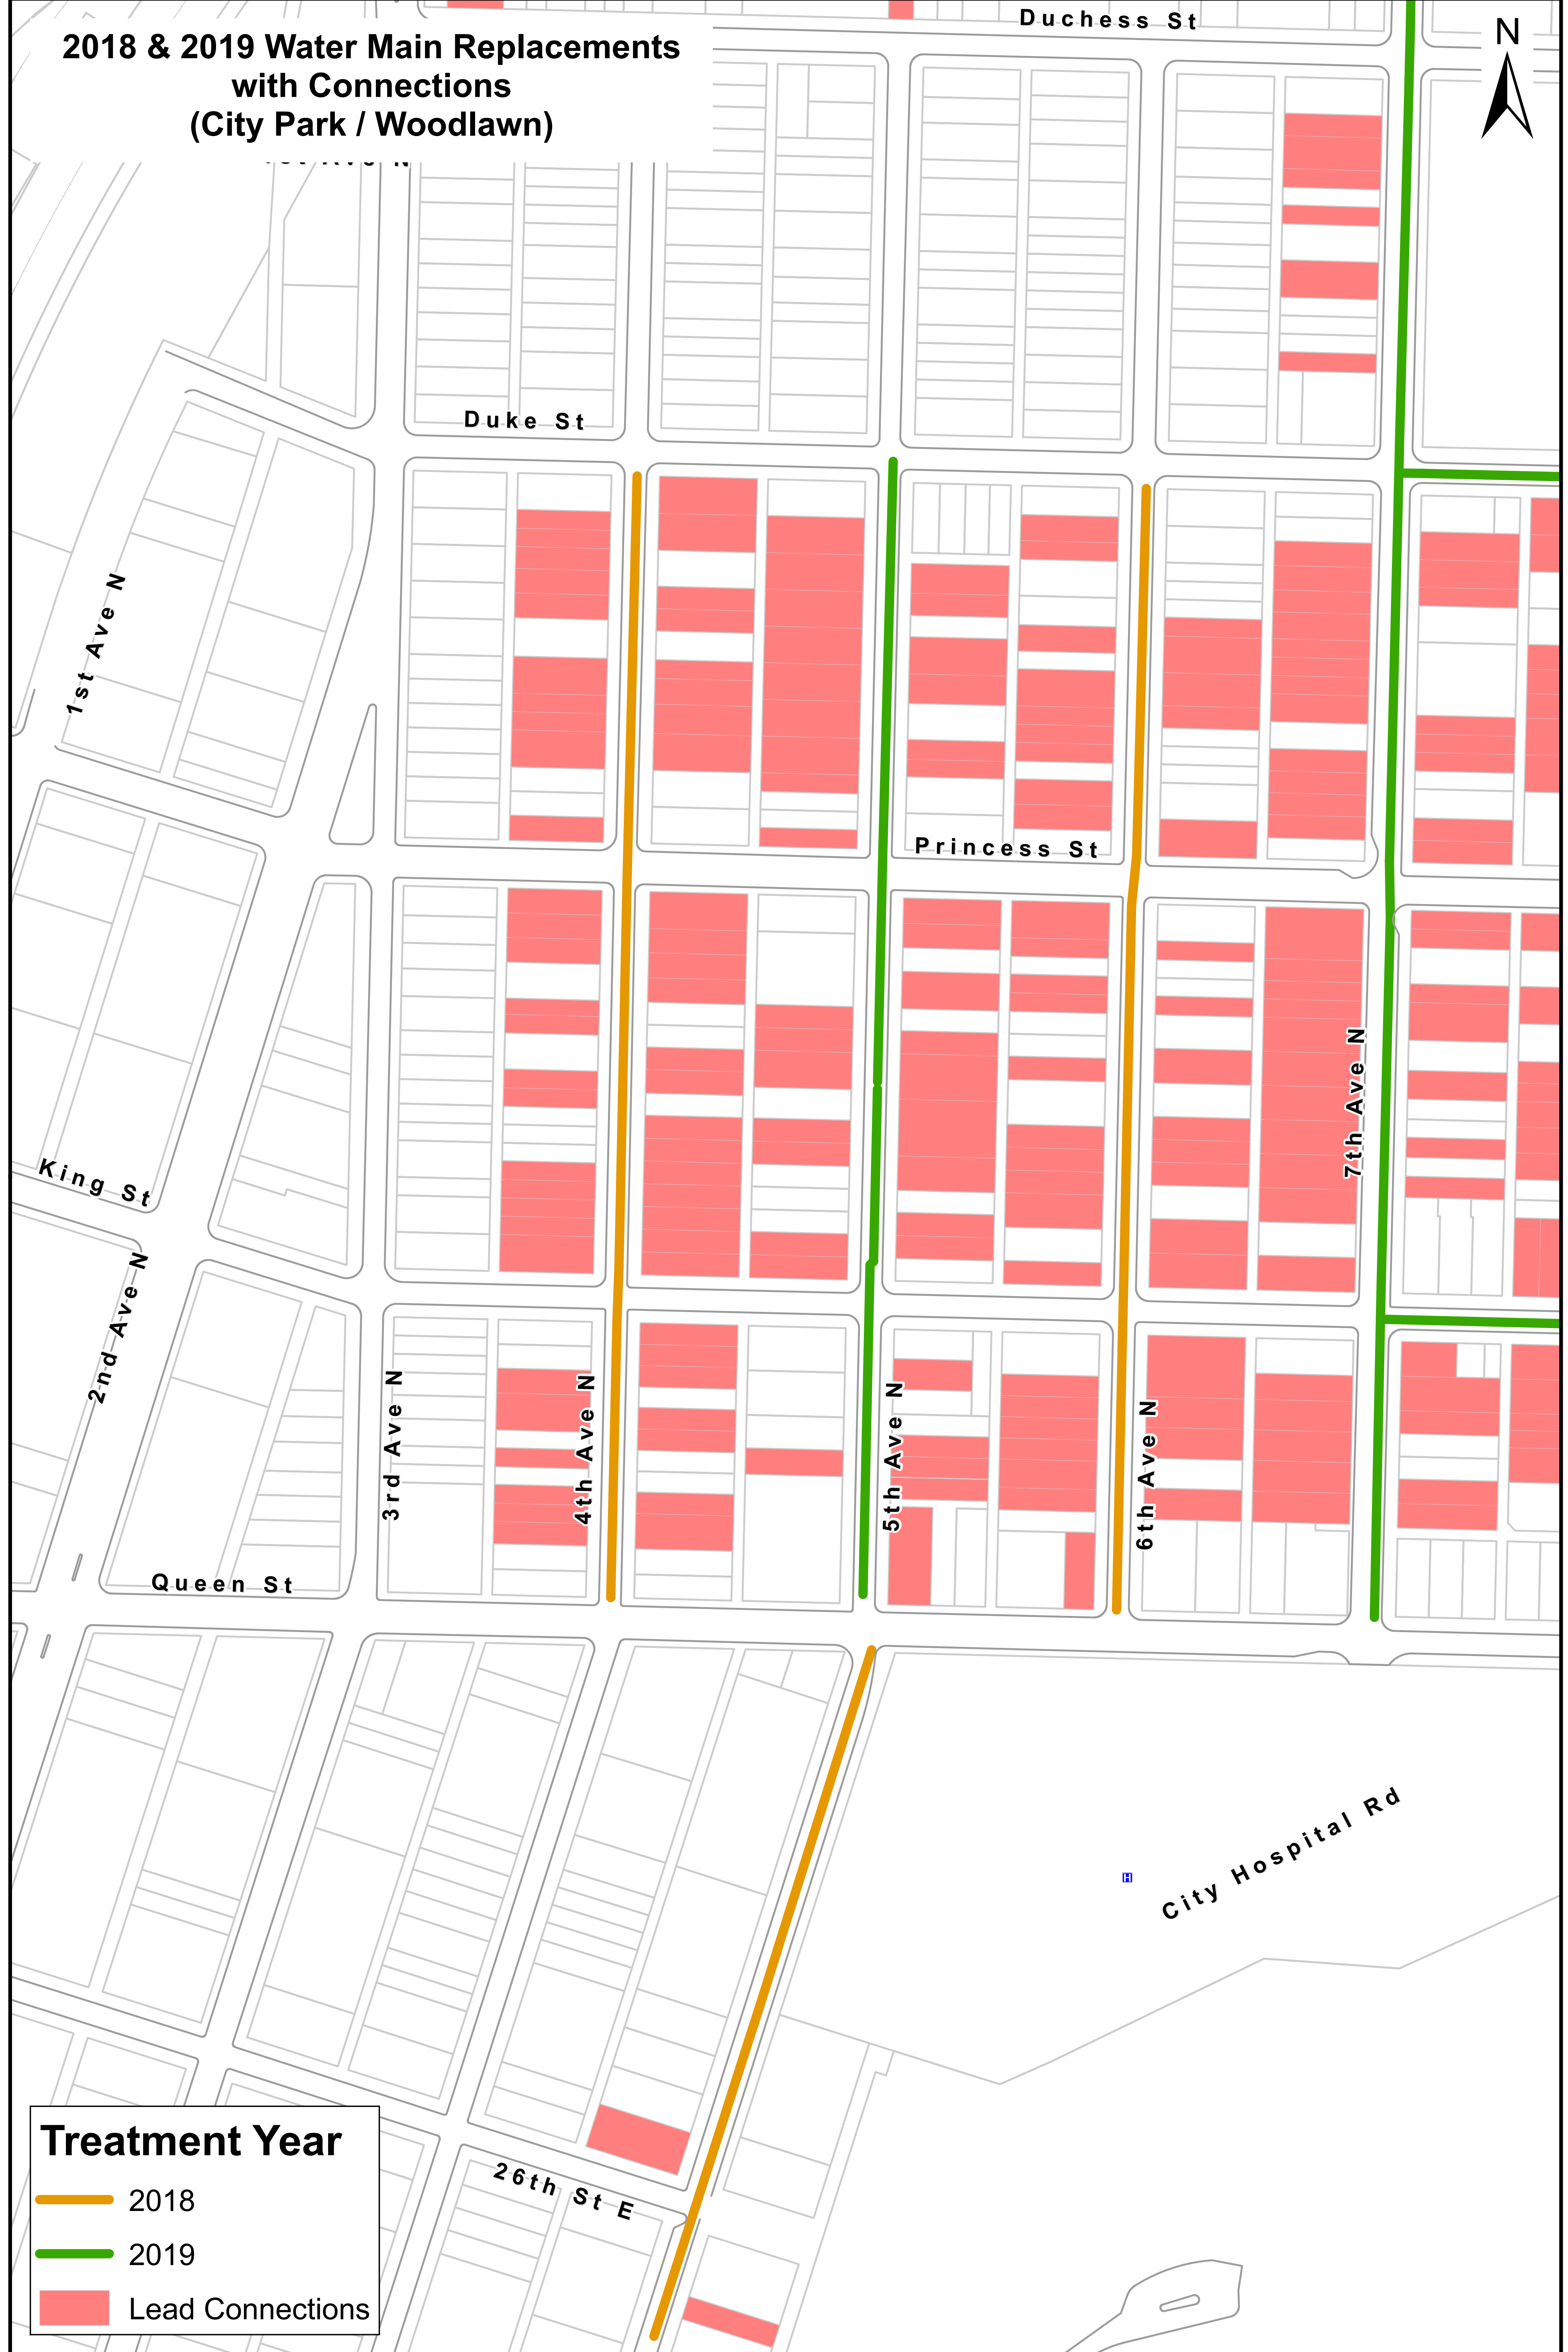 Duchess St
N
2018 & 2019 Water Main Replacements
with Connections
(City Park / Woodlawn)
Ave N
Duke St
1st Ave N
Princess St
7th Ave N
King St
2nd Ave N
3rd Ave N
4th Ave N
5th Ave N
6th Ave N
Queen St
City Hospital Rd
H
26th St E
Treatment Year
2018
2019
Lead Connections